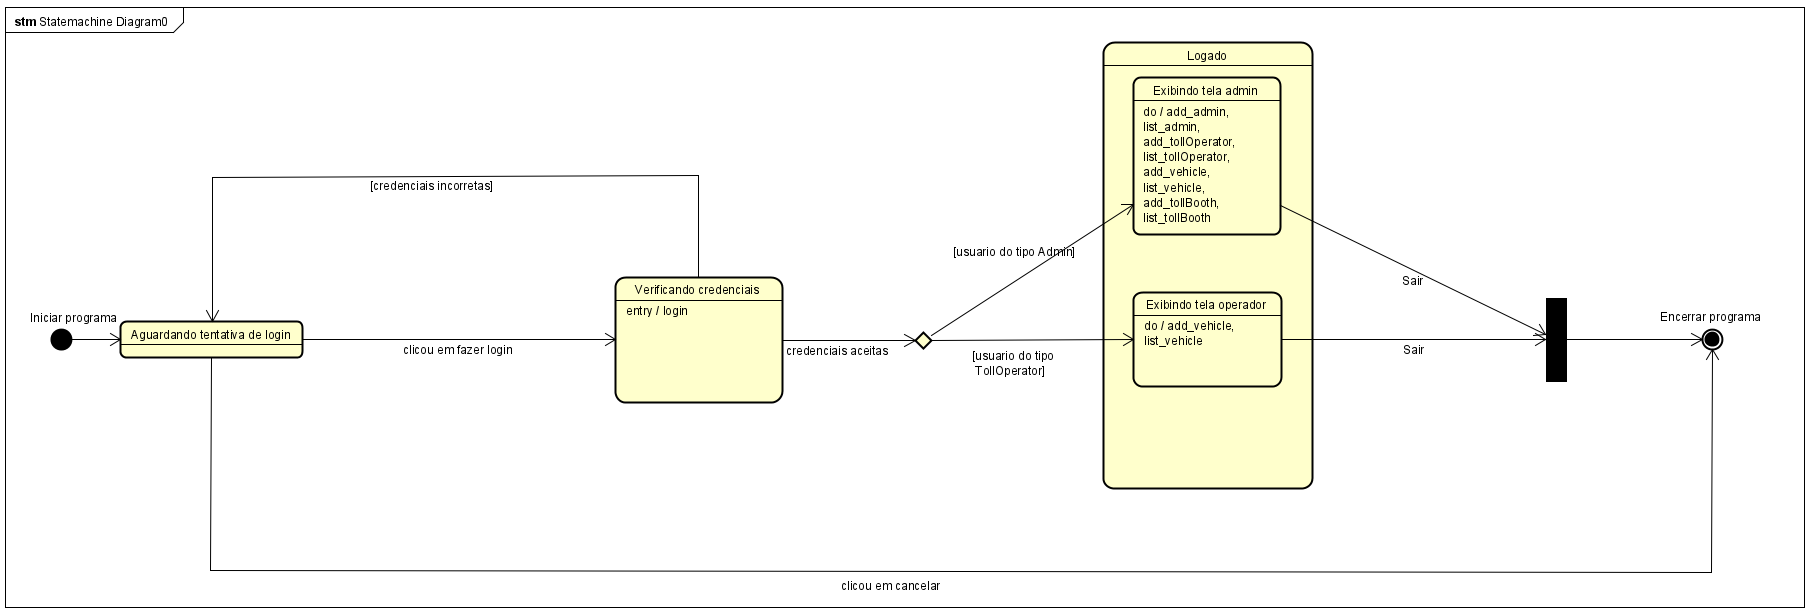 stm Statemachine Diagram0
Logado
Exibindo tela admin
do / add_admin,
list_admin,
add_tollOperator,
list_tollOperator,
add_vehicle,
list_vehicle,
add_tollBooth,
list_tollBooth
[credenciais incorretas]
[usuario do tipo Admin]
Sair
Verificando credenciais
entry / login
Exibindo tela operador
do / add_vehicle,
list_vehicle
Iniciar programa
Encerrar programa
Aguardando tentativa de login
clicou em fazer login
credenciais aceitas
[usuario do tipo
TollOperator]
Sair
clicou em cancelar